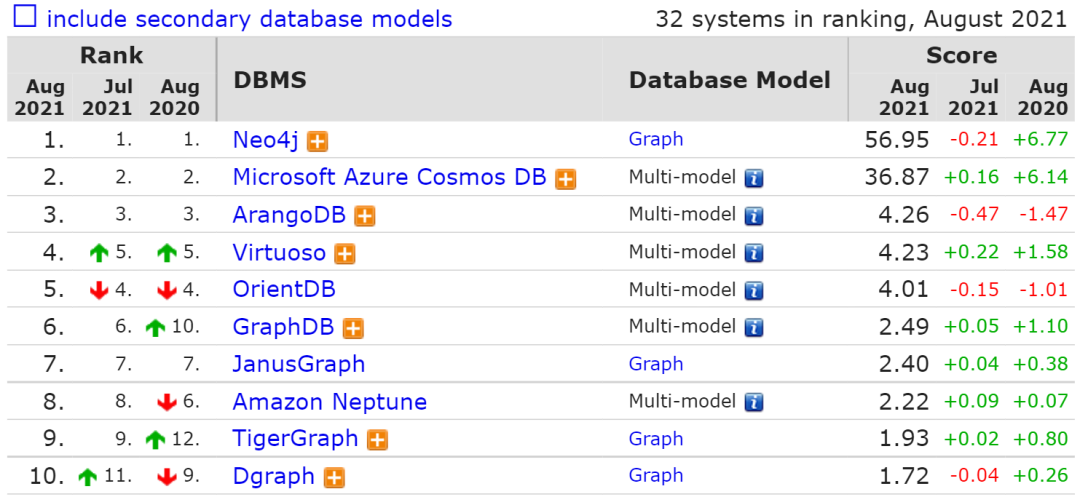 include secondary database models 32 systems in ranking, August 2021
Rank DBMS Database Model Score
Aug 2021 Jul 2021 Aug 2020 Aug 2021 Jul 2021 Aug 2020
1. 1. 1. Neo4j Graph 56.95 -0.21 +6.77
2. 2. 2. Microsoft Azure Cosmos DB Multi-model 36.87 +0.16 +6.14
3. 3. 3. ArangoDB Multi-model 4.26 -0.47 -1.47
4. 5. 5. Virtuoso Multi-model 4.23 +0.22 +1.58
5. 4. 4. OrientDB Multi-model 4.01 -0.15 -1.01
6. 6. 10. GraphDB Multi-model 2.49 +0.05 +1.10
7. 7. 7. JanusGraph Graph 2.40 +0.04 +0.38
8. 8. 6. Amazon Neptune Multi-model 2.22 +0.09 +0.07
9. 9. 12. TigerGraph Graph 1.93 +0.02 +0.80
10. 11. 9. Dgraph Graph 1.72 -0.04 +0.26